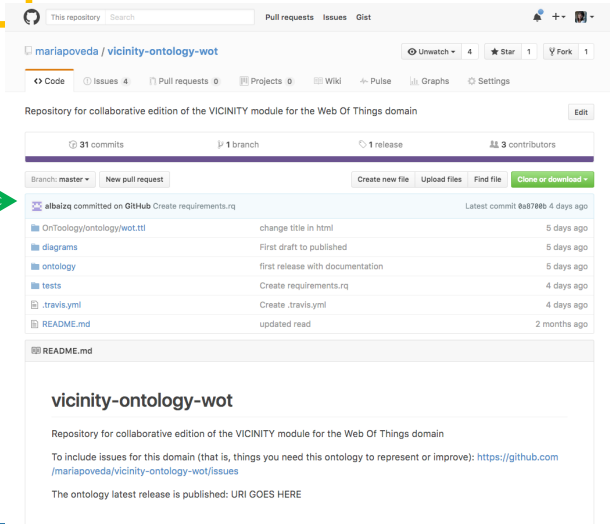 This repository Search Pull requests Issues Gist
mariapoveda / vicinity-ontology-wot Unwatch 4 Star 1 Fork 1
Code Issues 4 Pull requests 0 Projects 0 Wiki Pulse Graphs Settings
Repository for collaborative edition of the VICINITY module for the Web Of Things domain Edit
31 commits 1 branch 1 release 3 contributors
Branch: master New pull request Create new file Upload files Find file Clone or download
albaizq committed on GitHub Create requirements.rq Latest commit 0a8700b 4 days ago
OnToology/ontology/wot.ttl change title in html 5 days ago
diagrams First draft to published 5 days ago
ontology first release with documentation 5 days ago
tests Create requirements.rq 4 days ago
.travis.yml Create .travis.yml 4 days ago
README.md updated read 2 months ago
README.md
vicinity-ontology-wot
Repository for collaborative edition of the VICINITY module for the Web Of Things domain
To include issues for this domain (that is, things you need this ontology to represent or improve): https://github.com
/mariapoveda/vicinity-ontology-wot/issues
The ontology latest release is published: URI GOES HERE